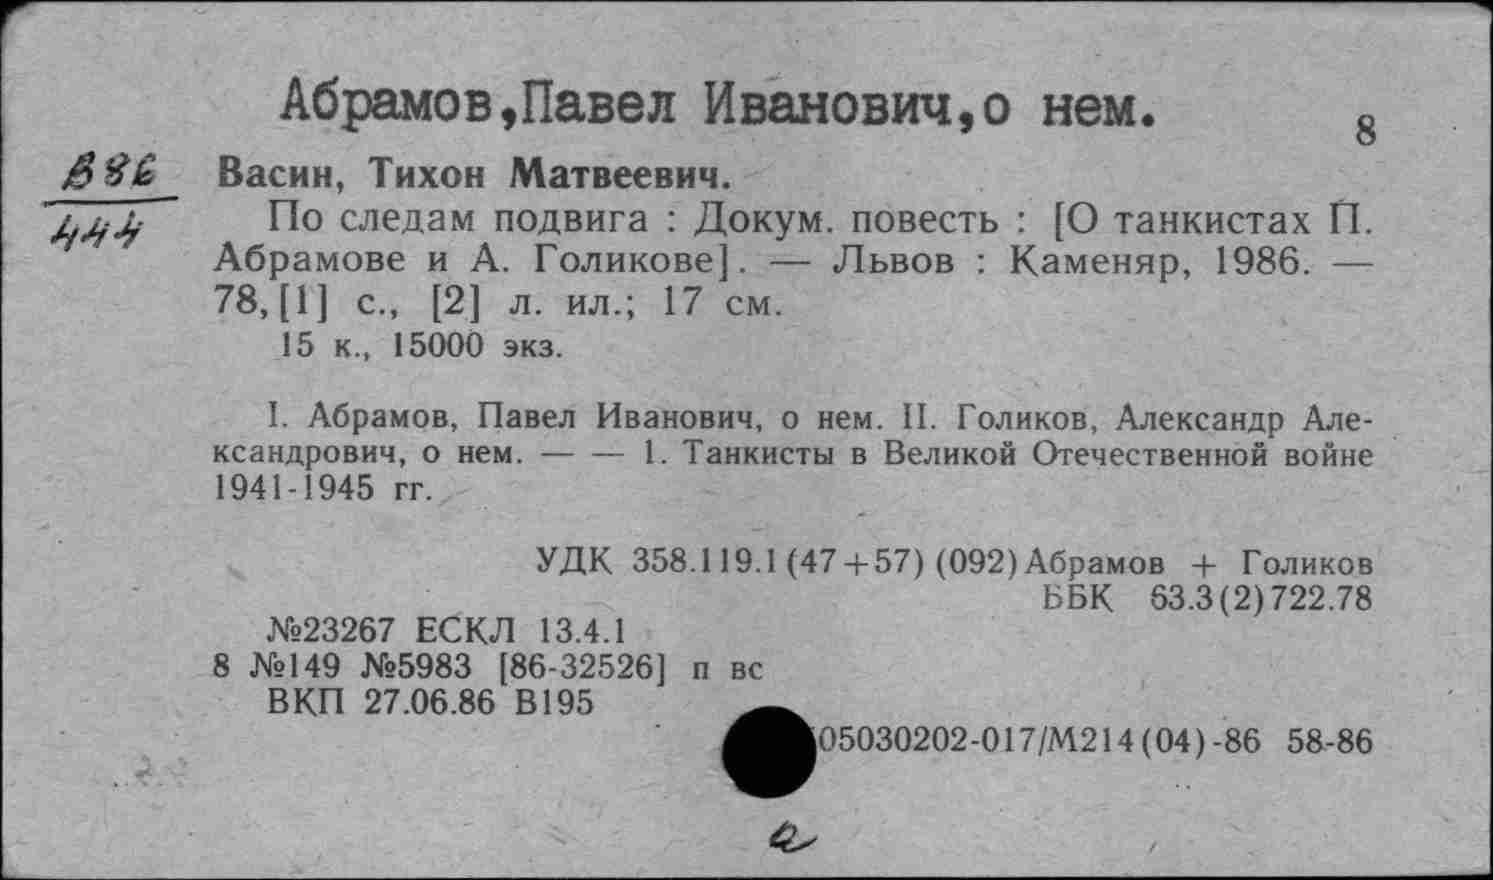 Абрамов,Павел Иванович,о нем.
8
В86
444
Васин, Тихон Матвеевич.
По следам подвига : Докум. повесть : [О танкистах П.
Абрамове и А. Голикове]. — Львов : Каменяр, 1986. —
78,[1] с., [2] л. ил.; 17 см.
15 к., 15000 экз.
I. Абрамов, Павел Иванович, о нем. II. Голиков, Александр Але-
ксандрович, о нем. — — 1. Танкисты в Великой Отечественной войне
1941-1945 гг.
УДК 358.119.1(47+57)(092)Абрамов + Голиков
ББК 63.3(2)722.78
№23267 ЕСКЛ 13.4.1
8 №149 №5983 [86-32526] п вс
ВКП 27.06.86 В195
05030202-017/М214(04)-86 58-86